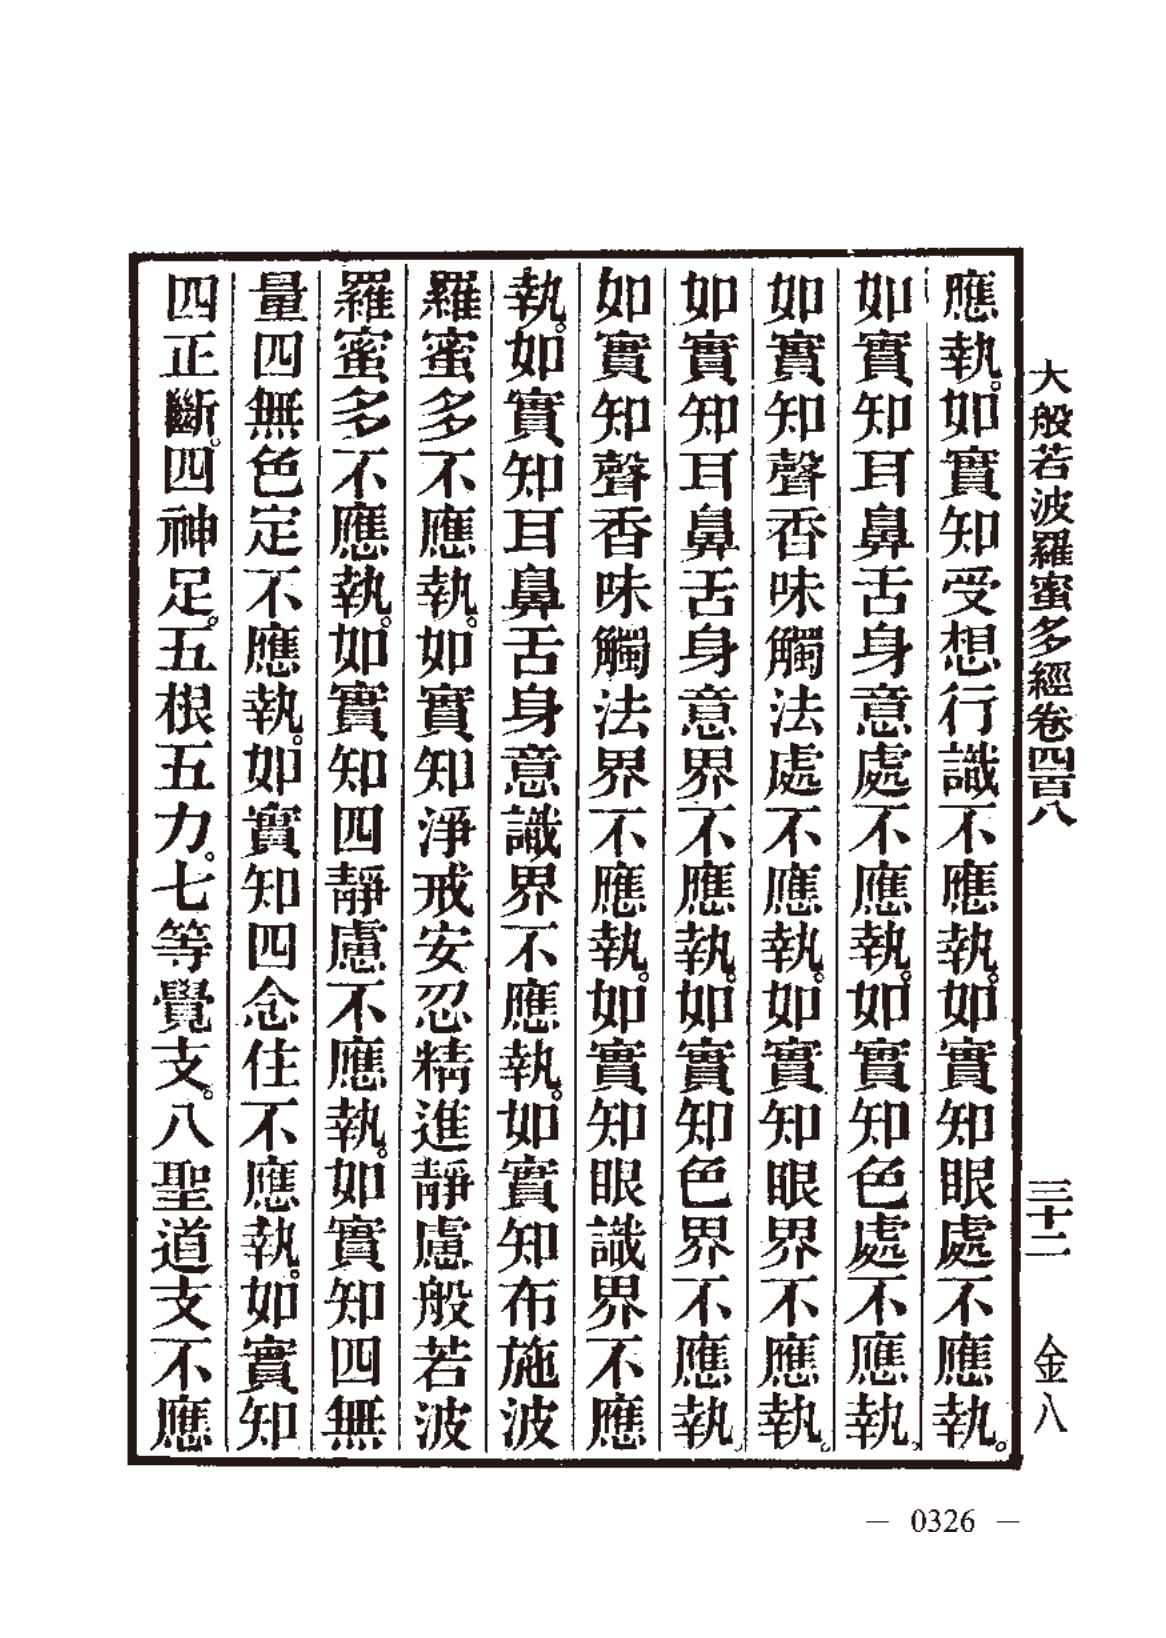 大般若波羅蜜多經卷四百八 三十二 金八
應執。如實知受想行識不應執。如實知眼處不應執。
如實知耳鼻舌身意處不應執。如實知色處不應執。
如實知聲香味觸法處不應執。如實知眼界不應執。
如實知耳鼻舌身意界不應執。如實知色界不應執。
如實知聲香味觸法界不應執。如實知眼識界不應
執。如實知耳鼻舌身意識界不應執。如實知布施波
羅蜜多不應執。如實知淨戒安忍精進靜慮般若波
羅蜜多不應執。如實知四靜慮不應執。如實知四無
量四無色定不應執。如實知四念住不應執。如實知
四正斷。四神足。五根五力。七等覺支。八聖道支不應
— 0326 —